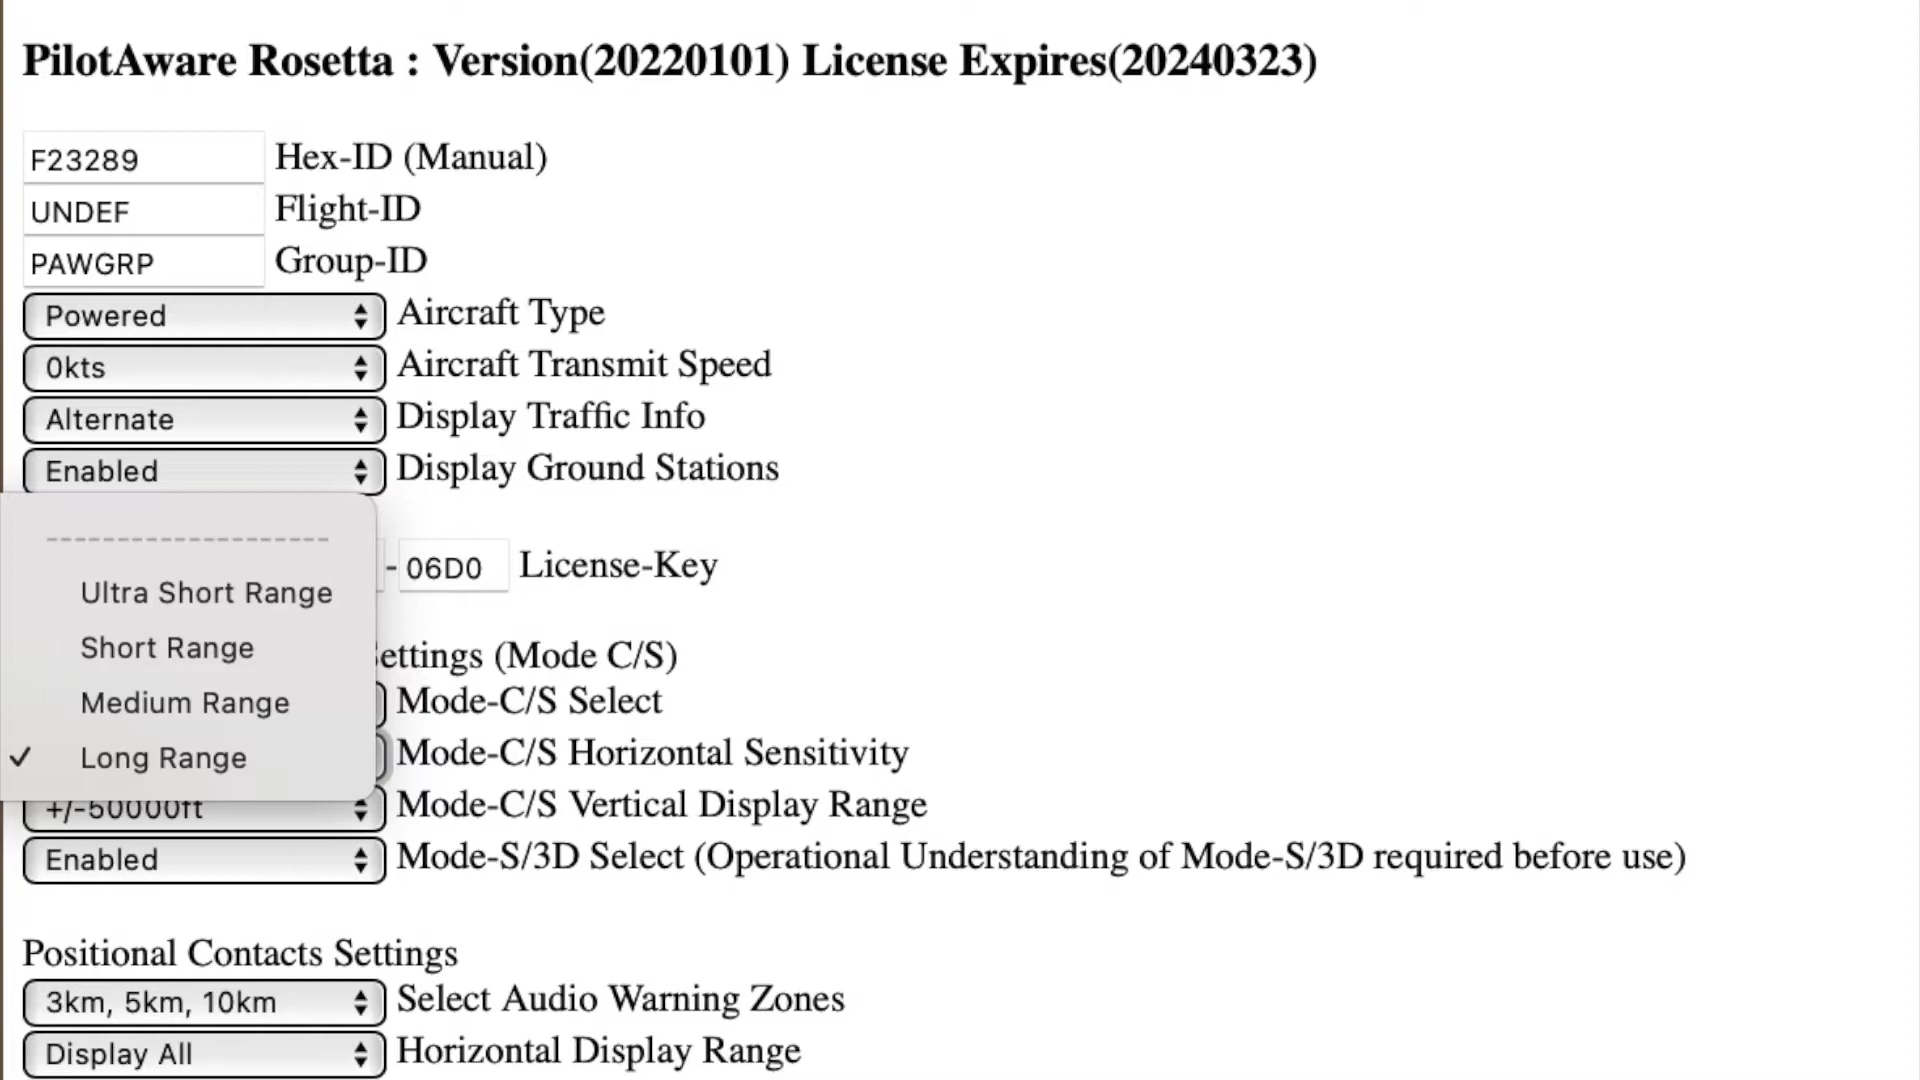 PilotAware Rosetta : Version(20220101) License Expires(20240323)
F23289 Hex-ID (Manual)
UNDEF Flight-ID
PAWGRP Group-ID
Powered Aircraft Type
0kts Aircraft Transmit Speed
Alternate Display Traffic Info
Enabled Display Ground Stations
--------------------
- 06D0 License-Key
Ultra Short Range
Short Range
ettings (Mode C/S)
Medium Range
Mode-C/S Select
Long Range
Mode-C/S Horizontal Sensitivity
+/-50000ft Mode-C/S Vertical Display Range
Enabled Mode-S/3D Select (Operational Understanding of Mode-S/3D required before use)
Positional Contacts Settings
3km, 5km, 10km Select Audio Warning Zones
Display All Horizontal Display Range